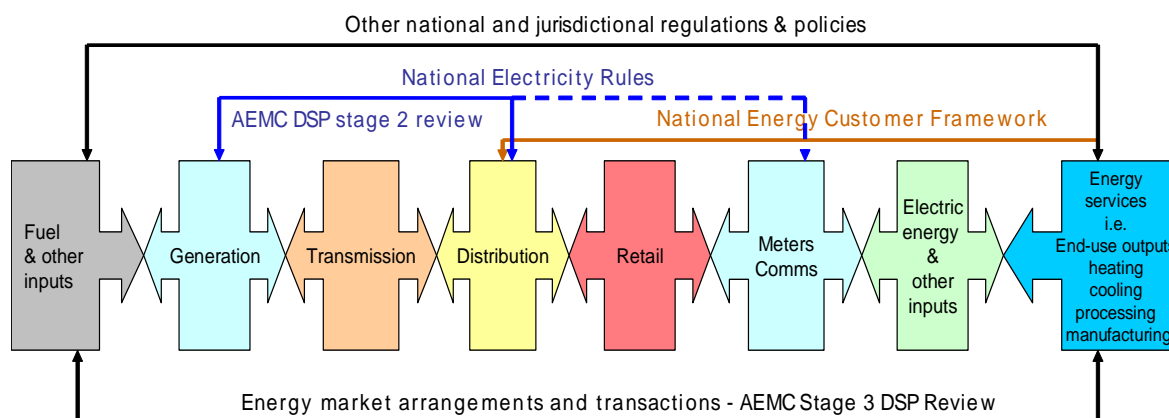 Other national and jurisdictional regulations & policies
National Electricity Rules
AEMC DSP stage 2 review
National Energy Customer Framework
Fuel
& other
inputs
Generation
Transmission
Distribution
Retail
Meters
Comms
Electric
energy
&
other
inputs
Energy
services
i.e.
End-use outputs
heating
cooling
processing
manufacturing
Energy market arrangements and transactions - AEMC Stage 3 DSP Review